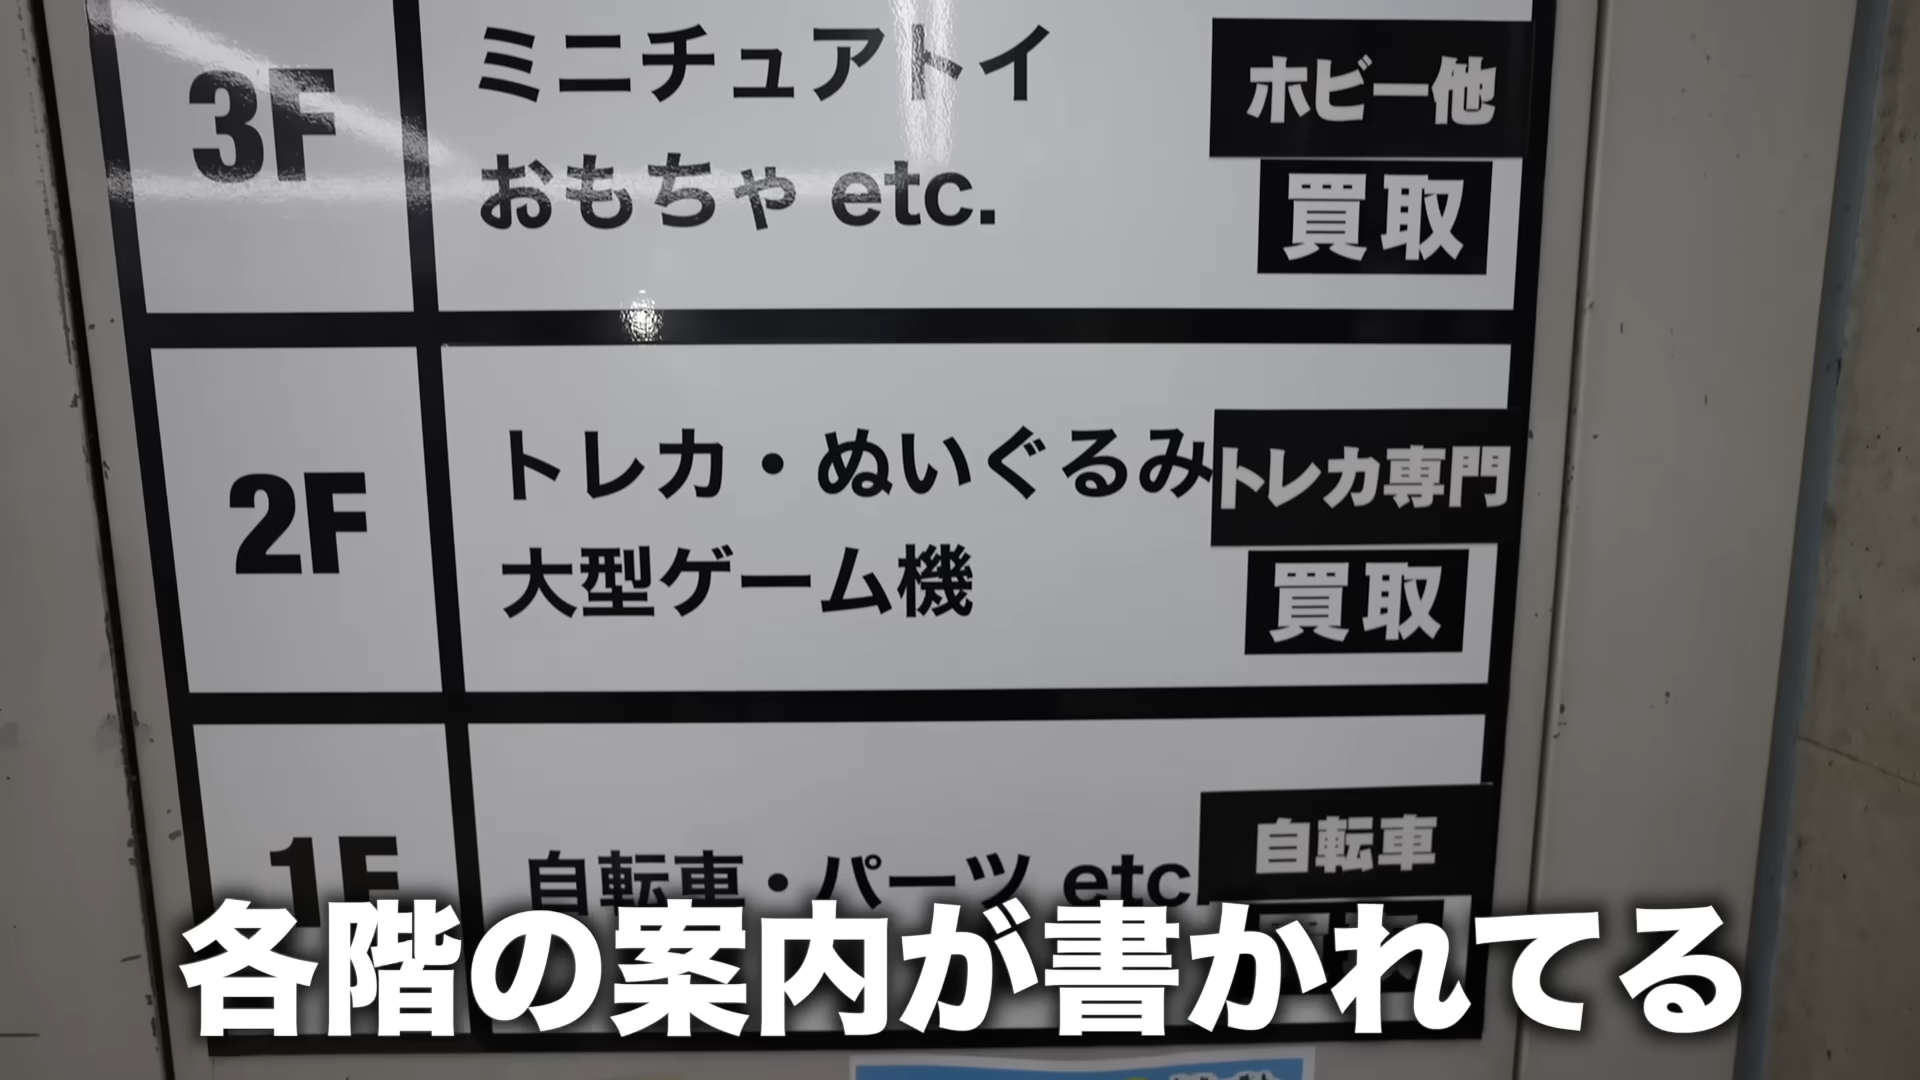 3F
ミニチュアトイ
おもちゃ etc.
ホビー他
買取
2F
トレカ・ぬいぐるみ
大型ゲーム機
トレカ専門
買取
1F
自転車・パーツ etc
自転車
各階の案内が書かれてる